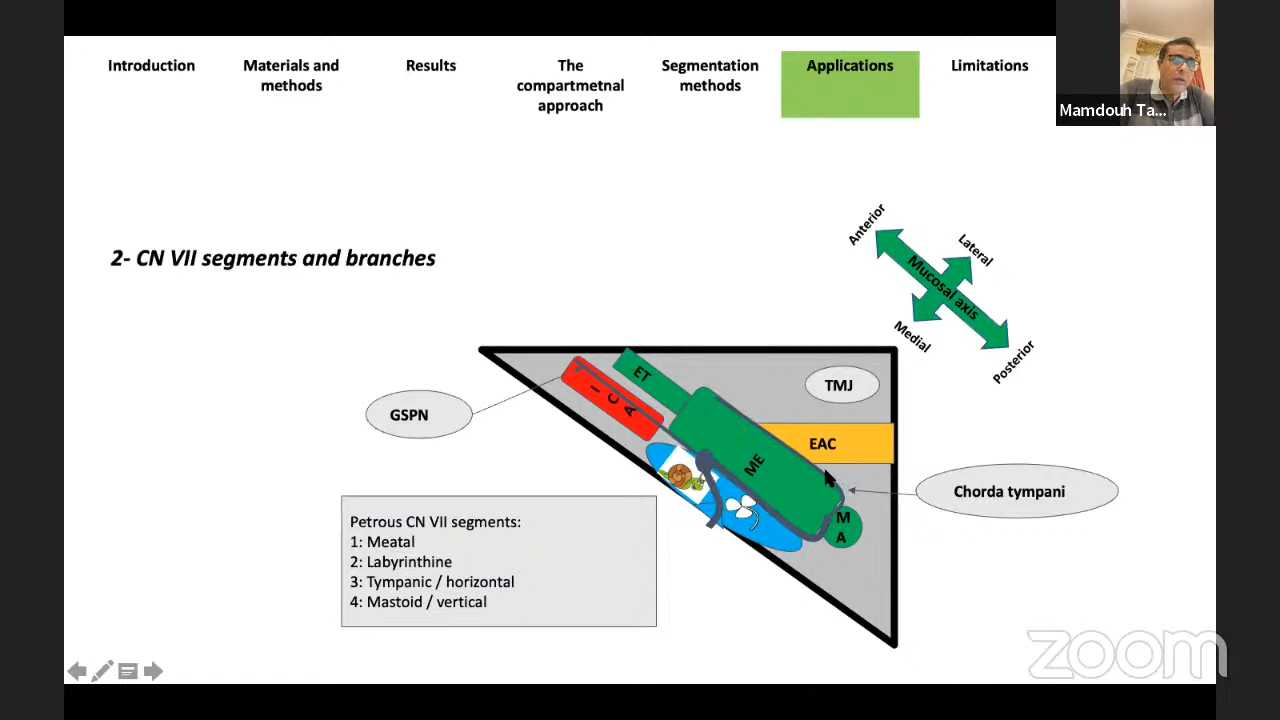 Introduction
Materials and
methods
Results
The
compartmetnal
approach
Segmentation
methods
Applications
Limitations
Mamdouh Ta...
2- CN VII segments and branches
Anterior
Lateral
Mucosal axis
Medial
Posterior
ET
TMJ
ICA
GSPN
EAC
ME
Chorda tympani
M
A
Petrous CN VII segments:
1: Meatal
2: Labyrinthine
3: Tympanic / horizontal
4: Mastoid / vertical
zoom